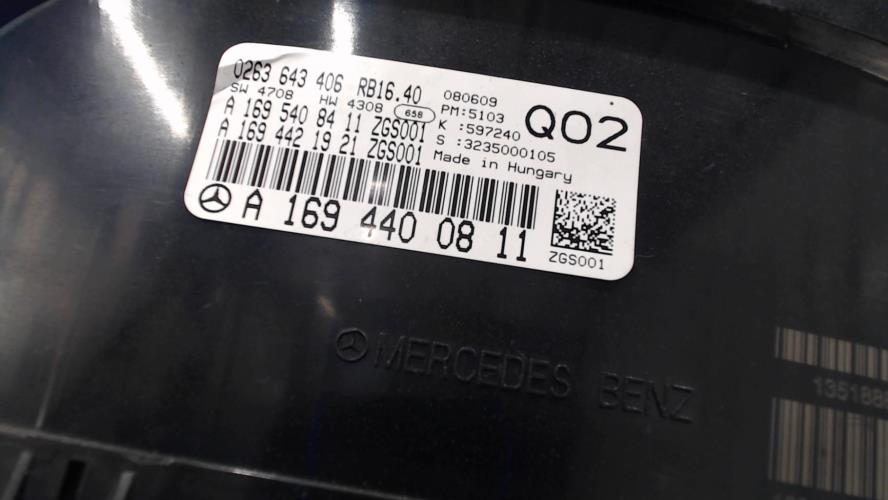 0263 643 406 RB16.40 080609
SW 4708 HW 4308 658 PM:5103
A 169 540 84 11 ZGS001 K :597240
A 169 442 19 21 ZGS001 S :3235000105
Made in Hungary
Q02
A 169 440 08 11
ZGS001
MERCEDES BENZ